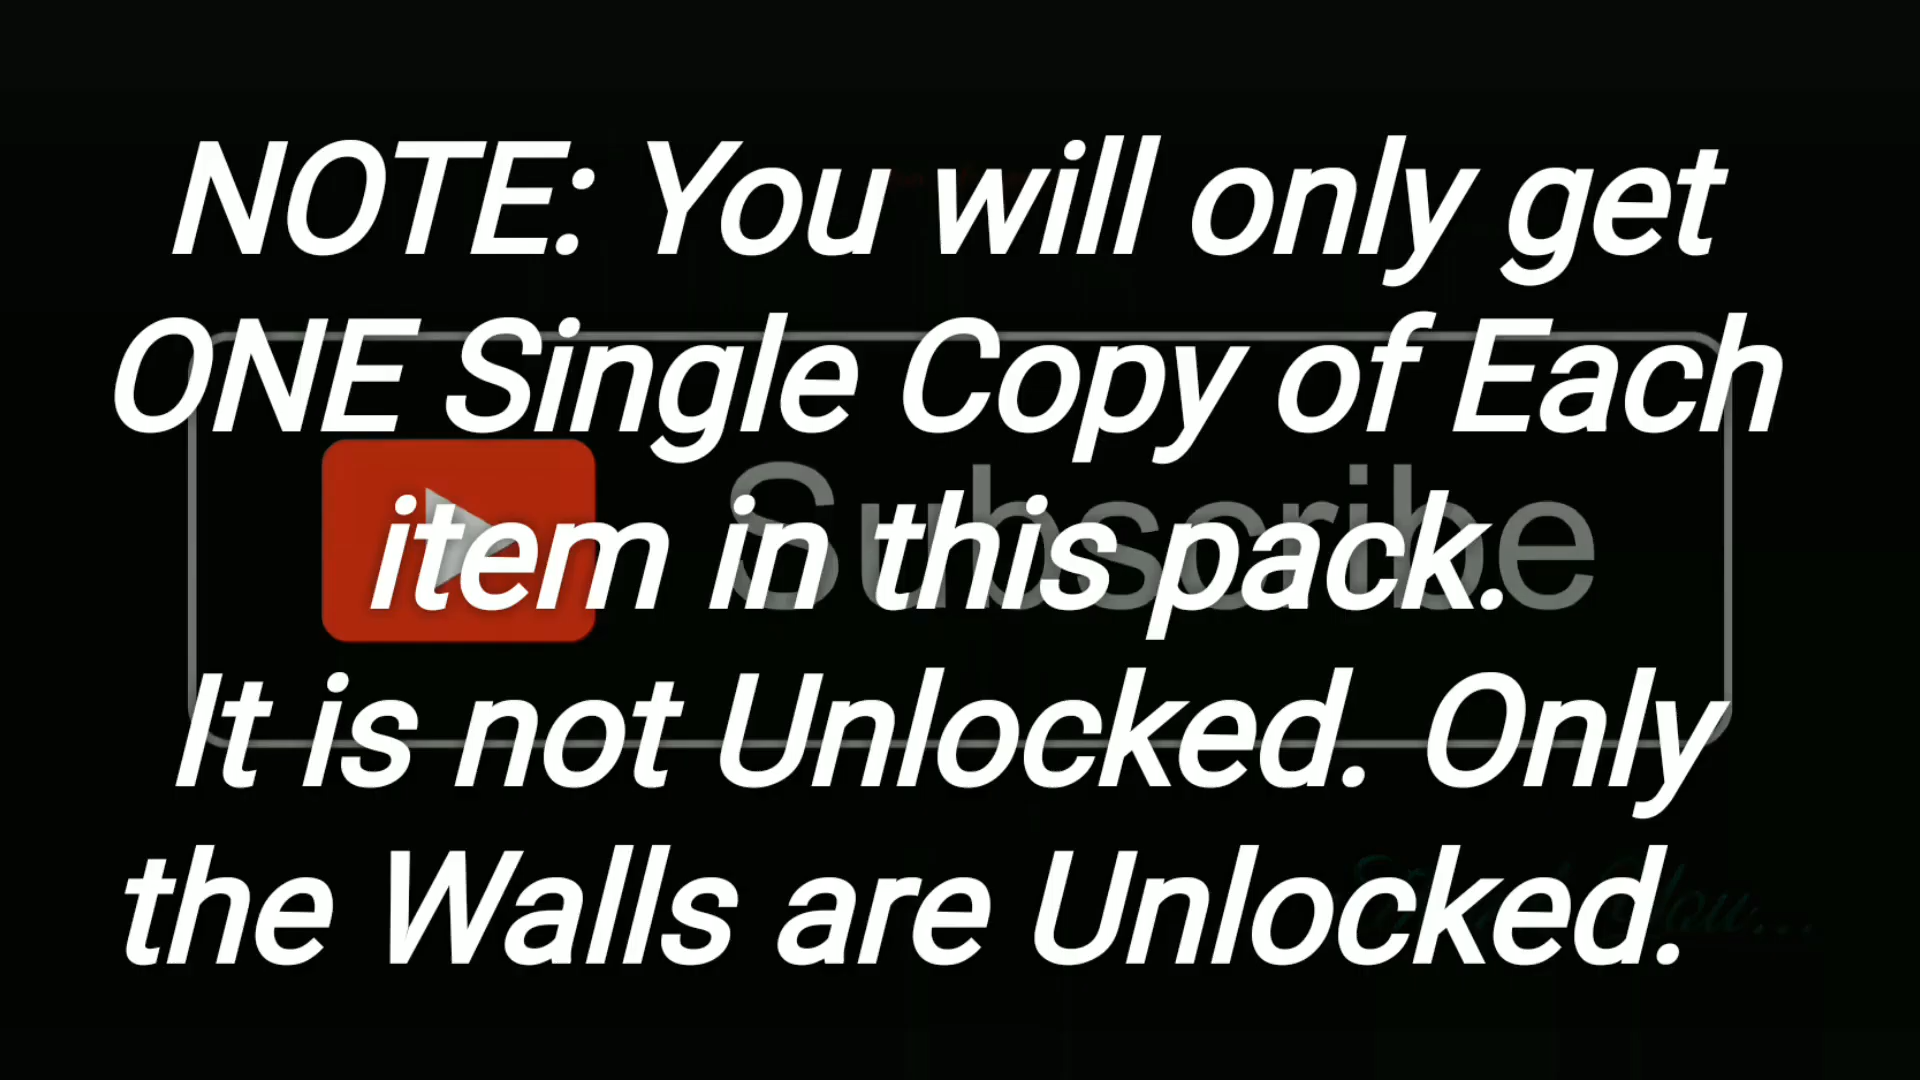 NOTE: You will only get
ONE Single Copy of Each
item in this pack.
Subscribe
It is not Unlocked. Only
the Walls are Unlocked.